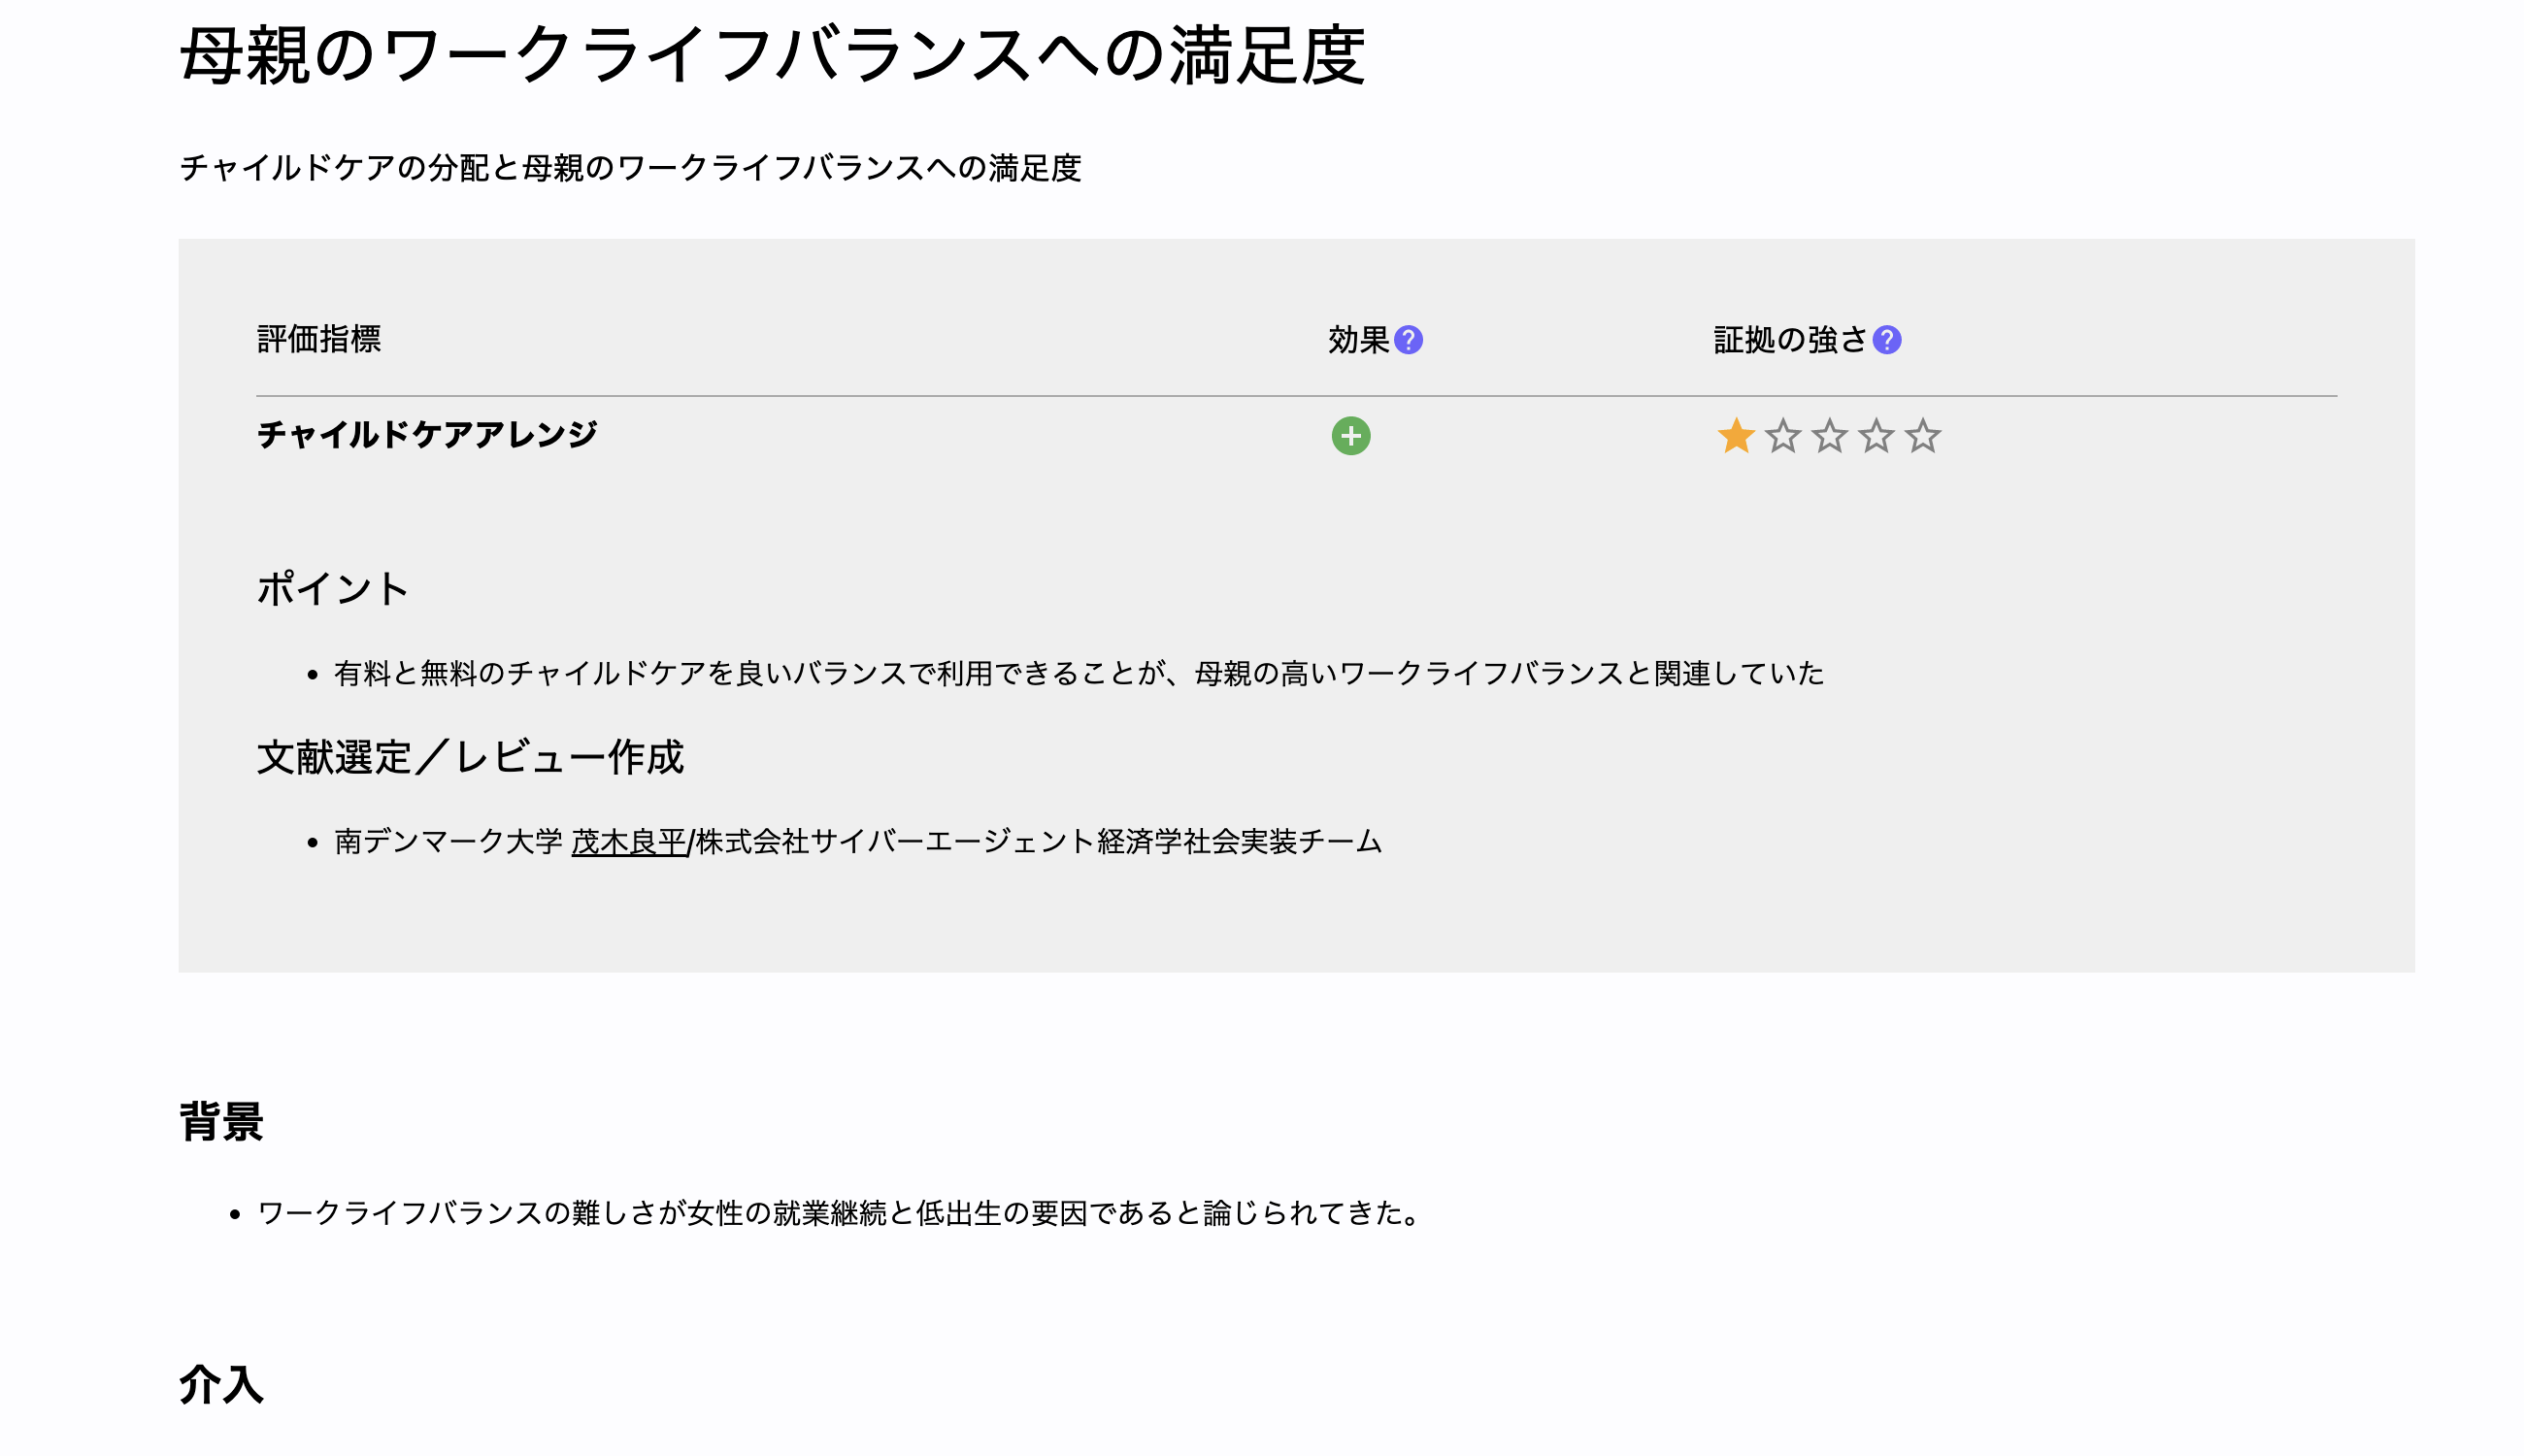 母親のワークライフバランスへの満足度
チャイルドケアの分配と母親のワークライフバランスへの満足度
評価指標 効果? 証拠の強さ?
チャイルドケアアレンジ
ポイント
• 有料と無料のチャイルドケアを良いバランスで利用できることが、母親の高いワークライフバランスと関連していた
文献選定／レビュー作成
• 南デンマーク大学 茂木良平/株式会社サイバーエージェント経済学社会実装チーム
背景
• ワークライフバランスの難しさが女性の就業継続と低出生の要因であると論じられてきた。
介入